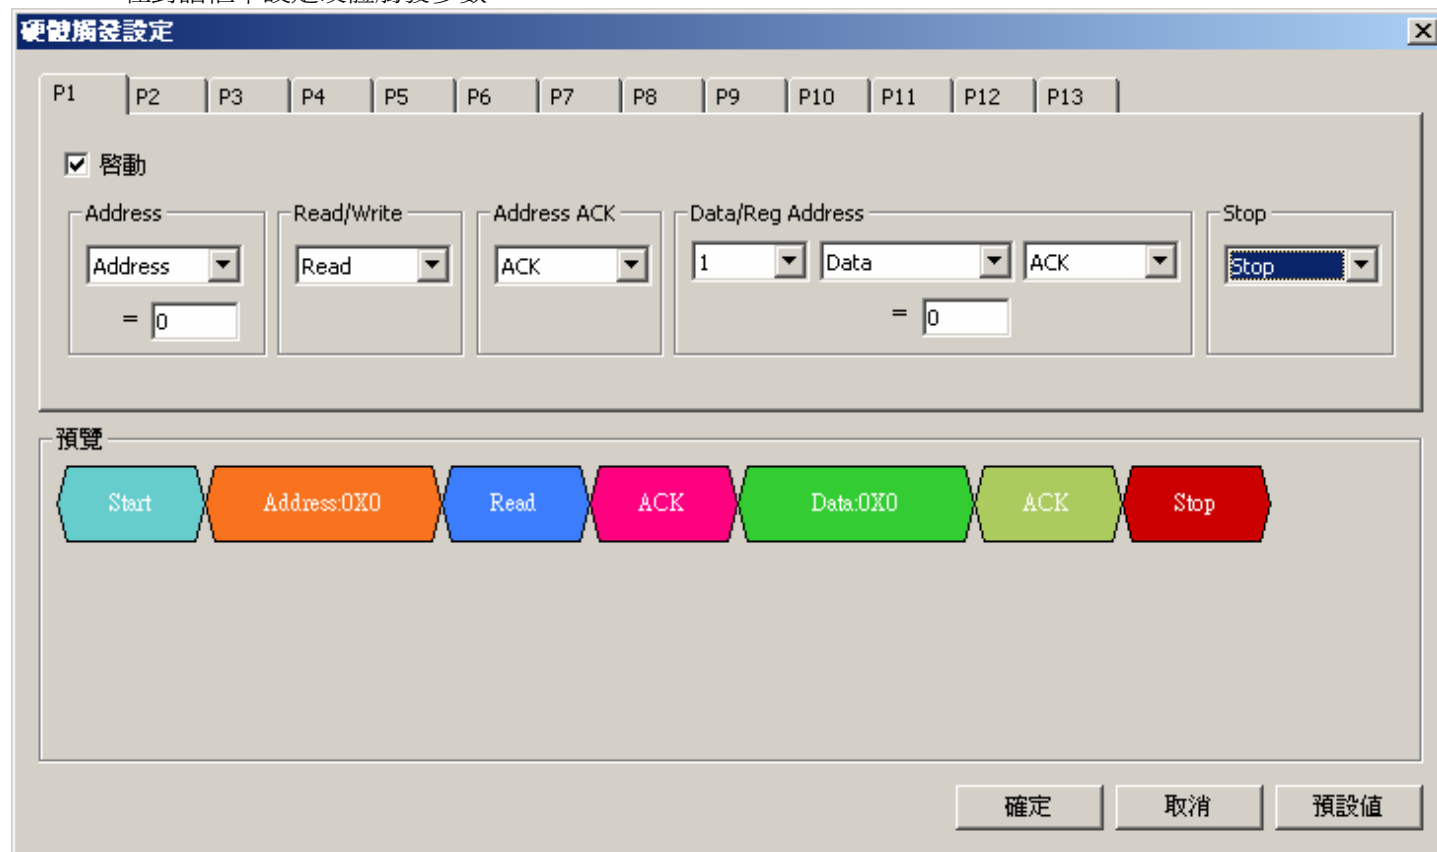 硬體觸發設定
P1 P2 P3 P4 P5 P6 P7 P8 P9 P10 P11 P12 P13
啓動
Address Read/Write Address ACK Data/Reg Address Stop
Address Read ACK 1 Data ACK Stop
= 0 = 0
預覽
Start Address:0X0 Read ACK Data:0X0 ACK Stop
確定 取消 預設值